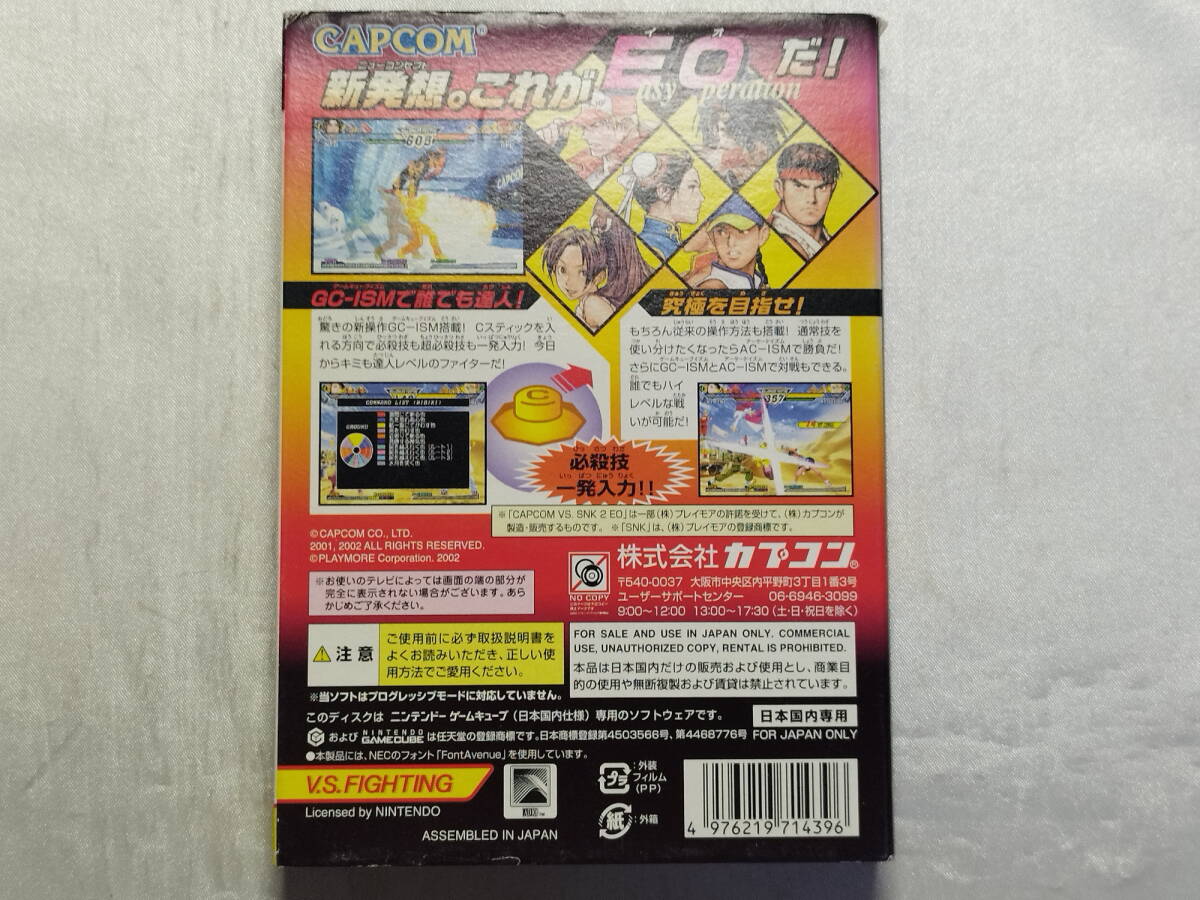 CAPCOM®
ニューコンセプト イ オ
新発想。これが EO だ!
Easy Operation
GC-ISMで誰でも達人!
驚きの新操作GC-ISM搭載! Cスティックを入
れる方向で必殺技も超必殺技も一発入力! 今日
からキミも達人レベルのファイターだ!
究極を目指せ!
もちろん従来の操作方法も搭載! 通常技を
使い分けたくなったらAC-ISMで勝負だ!
さらにGC-ISMとAC-ISMで対戦もできる。
誰でもハイ
レベルな戦
いが可能だ!
COMMAND LIST (HIBIKI)
GROUND
C
必殺技
一発入力!!
357
※「CAPCOM VS. SNK 2 EO」は一部(株)プレイモアの許諾を受けて、(株)カプコンが
製造・販売するものです。 ※「SNK」は、(株)プレイモアの登録商標です。
©CAPCOM CO., LTD.
2001, 2002 ALL RIGHTS RESERVED.
©PLAYMORE Corporation. 2002
※お使いのテレビによっては画面の端の部分が
完全に表示されない場合がございます。あら
かじめご了承ください。
NO COPY
株式会社 カプコン®
〒540-0037 大阪市中央区内平野町3丁目1番3号
ユーザーサポートセンター 06-6946-3099
9:00~12:00 13:00~17:30(土・日・祝日を除く)
注意
ご使用前に必ず取扱説明書を
よくお読みいただき、正しい使
用方法でご愛用ください。
FOR SALE AND USE IN JAPAN ONLY. COMMERCIAL
USE, UNAUTHORIZED COPY, RENTAL IS PROHIBITED.
本品は日本国内だけの販売および使用とし、商業目
的の使用や無断複製および賃貸は禁止されています。
※当ソフトはプログレッシブモードに対応していません。
このディスクは ニンテンドー ゲームキューブ(日本国内仕様)専用のソフトウェアです。
および NINTENDO GAMECUBE は任天堂の登録商標です。日本商標登録第4503566号、第4468776号
●本製品には、NECのフォント「FontAvenue」を使用しています。
日本国内専用
FOR JAPAN ONLY
V.S. FIGHTING
Licensed by NINTENDO
ASSEMBLED IN JAPAN
プラ :外装
フィルム
(PP)
紙 :外箱
4 976219 714396